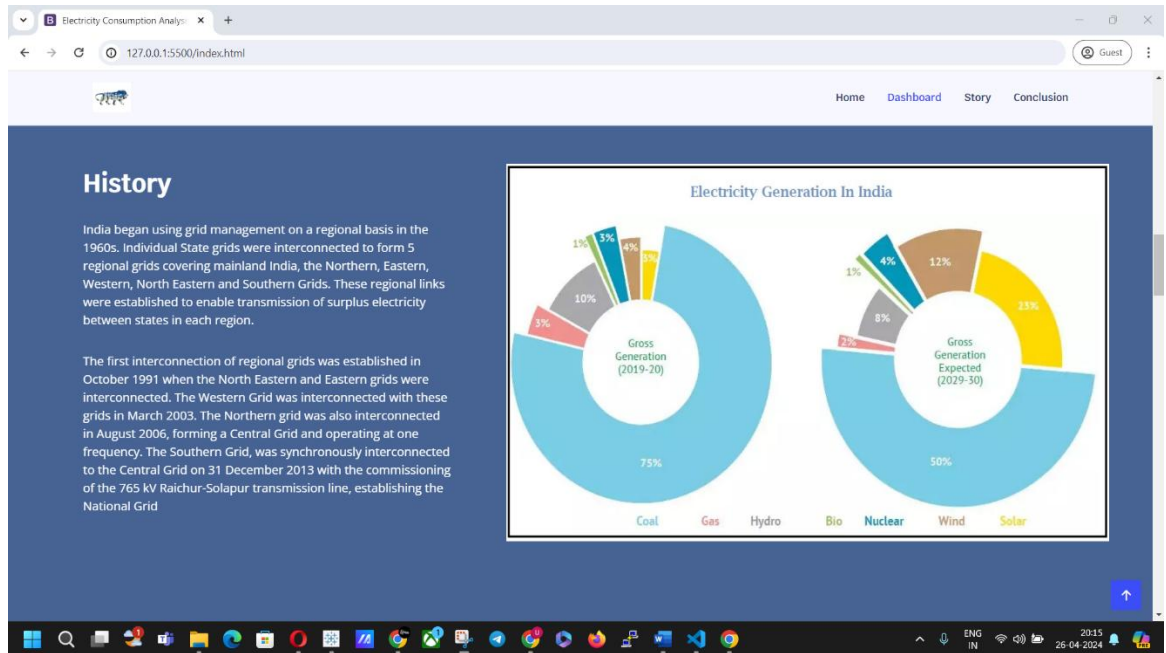 Electricity Consumption Analys
127.0.0.1:5500/index.html
Guest
Home Dashboard Story Conclusion
History
India began using grid management on a regional basis in the
1960s. Individual State grids were interconnected to form 5
regional grids covering mainland India, the Northern, Eastern,
Western, North Eastern and Southern Grids. These regional links
were established to enable transmission of surplus electricity
between states in each region.
The first interconnection of regional grids was established in
October 1991 when the North Eastern and Eastern grids were
interconnected. The Western Grid was interconnected with these
grids in March 2003. The Northern grid was also interconnected
in August 2006, forming a Central Grid and operating at one
frequency. The Southern Grid, was synchronously interconnected
to the Central Grid on 31 December 2013 with the commissioning
of the 765 kV Raichur-Solapur transmission line, establishing the
National Grid
Electricity Generation In India
1%
3%
4%
10%
3%
Gross
Generation
(2019-20)
75%
1%
4%
12%
23%
8%
2%
Gross
Generation
Expected
(2029-30)
50%
Coal Gas Hydro Bio Nuclear Wind Solar
ENG
IN
20:15
26-04-2024